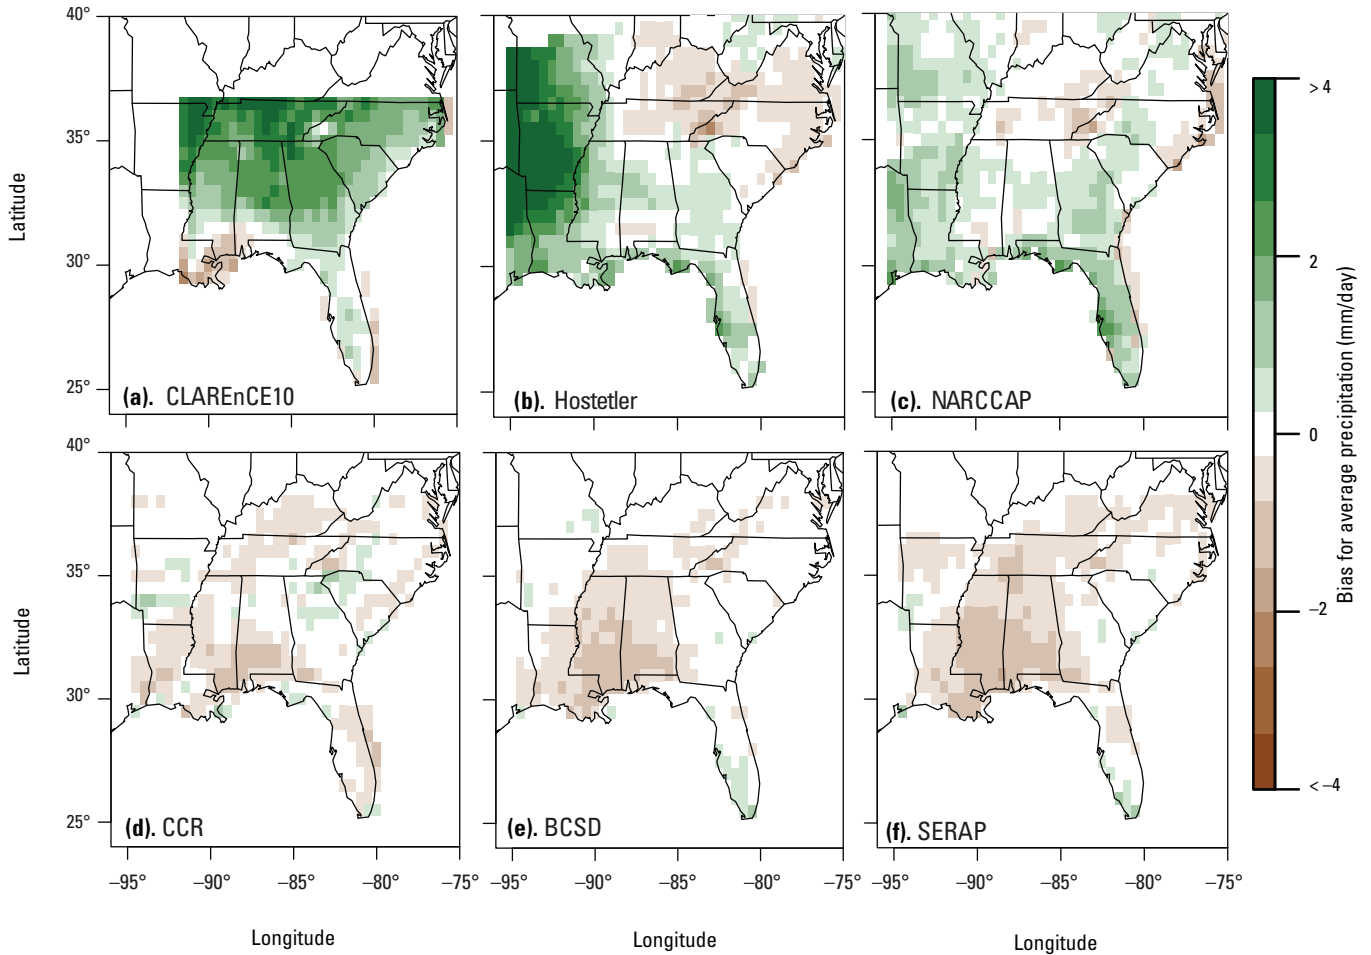 40°
35°
30°
25°
Latitude
(a). CLAREnCE10
(b). Hostetler
(c). NARCCAP
40°
35°
30°
25°
Latitude
(d). CCR
(e). BCSD
(f). SERAP
−95°
−90°
−85°
−80°
−75°
−95°
−90°
−85°
−80°
−75°
−95°
−90°
−85°
−80°
−75°
Longitude
Longitude
Longitude
> 4
2
0
−2
< −4
Bias for average precipitation (mm/day)